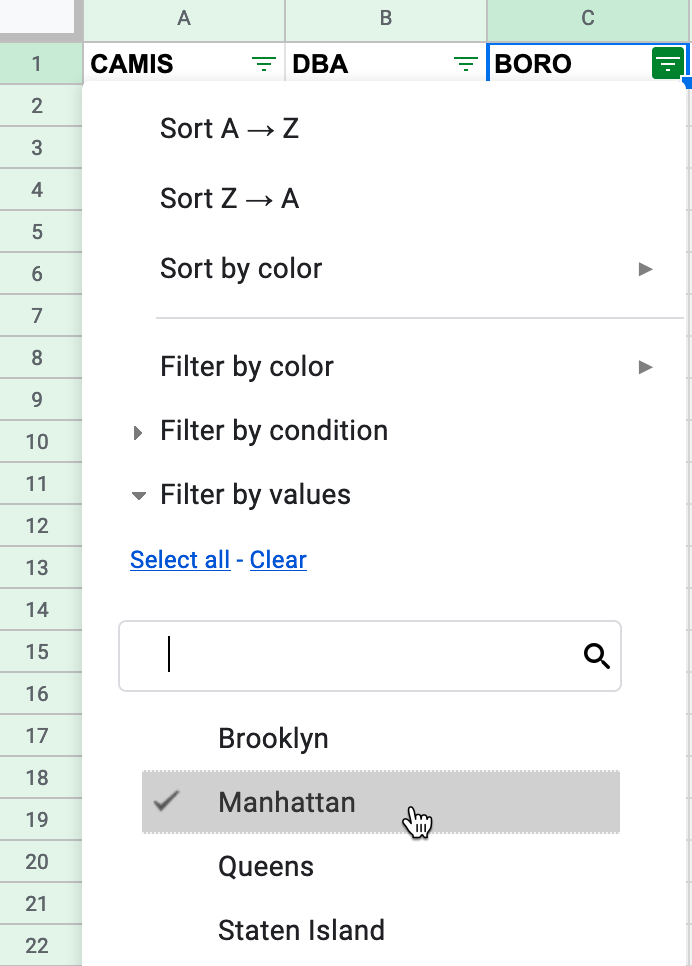 A B C
1 CAMIS DBA BORO
2
3
4
5
6
7
8
9
10
11
12
13
14
15
16
17
18
19
20
21
22
Sort A → Z
Sort Z → A
Sort by color
Filter by color
Filter by condition
Filter by values
Select all - Clear
Brooklyn
Manhattan
Queens
Staten Island